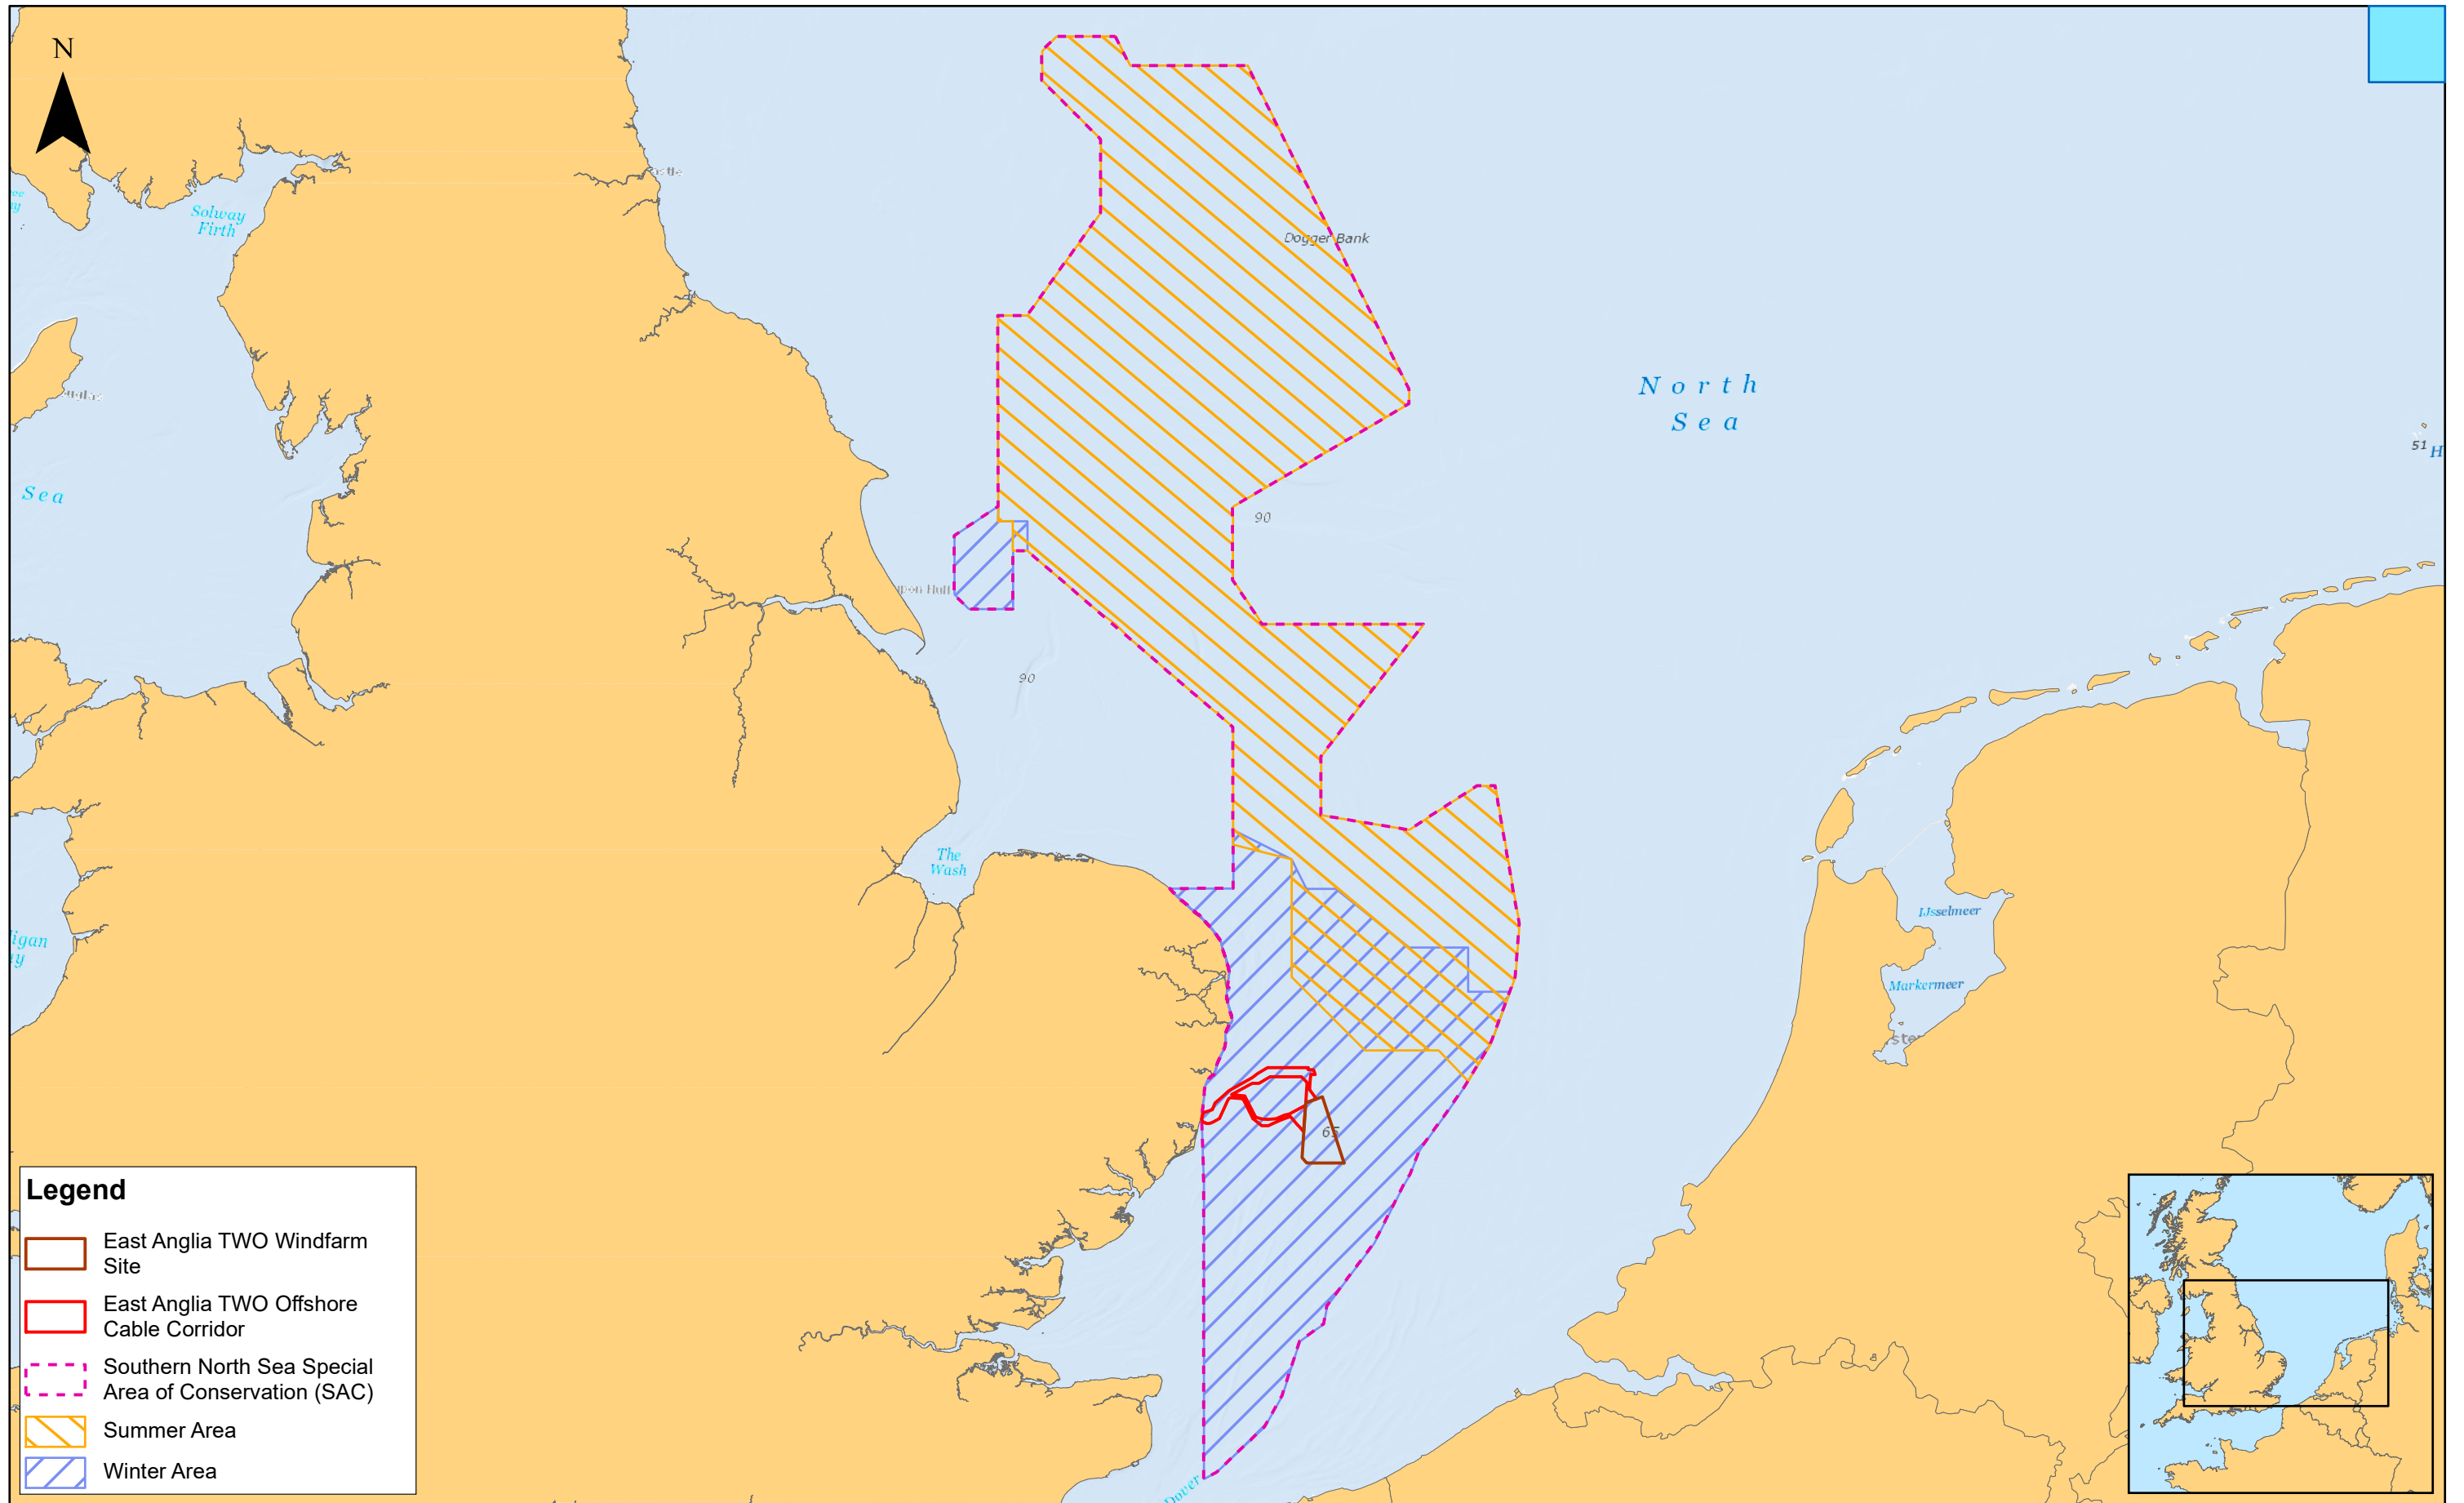 N
Solway
Firth
Dogger Bank
North
Sea
51
H
Sea
90
90
The
Wash
IJsselmeer
Markermeer
65
Dover
Legend
East Anglia TWO Windfarm
Site
East Anglia TWO Offshore
Cable Corridor
Southern North Sea Special
Area of Conservation (SAC)
Summer Area
Winter Area